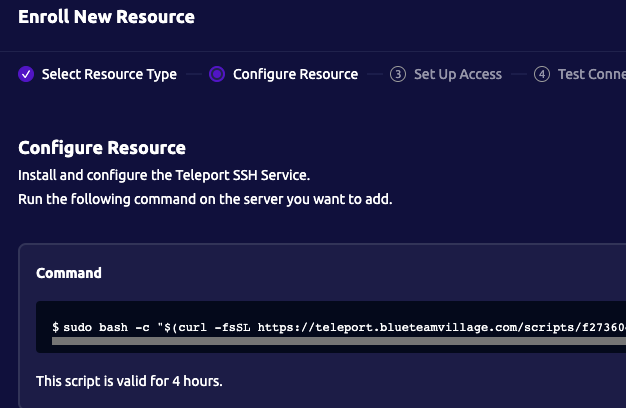 Enroll New Resource
Select Resource Type Configure Resource 3 Set Up Access 4 Test
Configure Resource
Install and configure the Teleport SSH Service.
Run the following command on the server you want to add.
Command
$ sudo bash -c "$(curl -fsSL https://teleport.blueteamvillage.com/scripts/f27360
This script is valid for 4 hours.